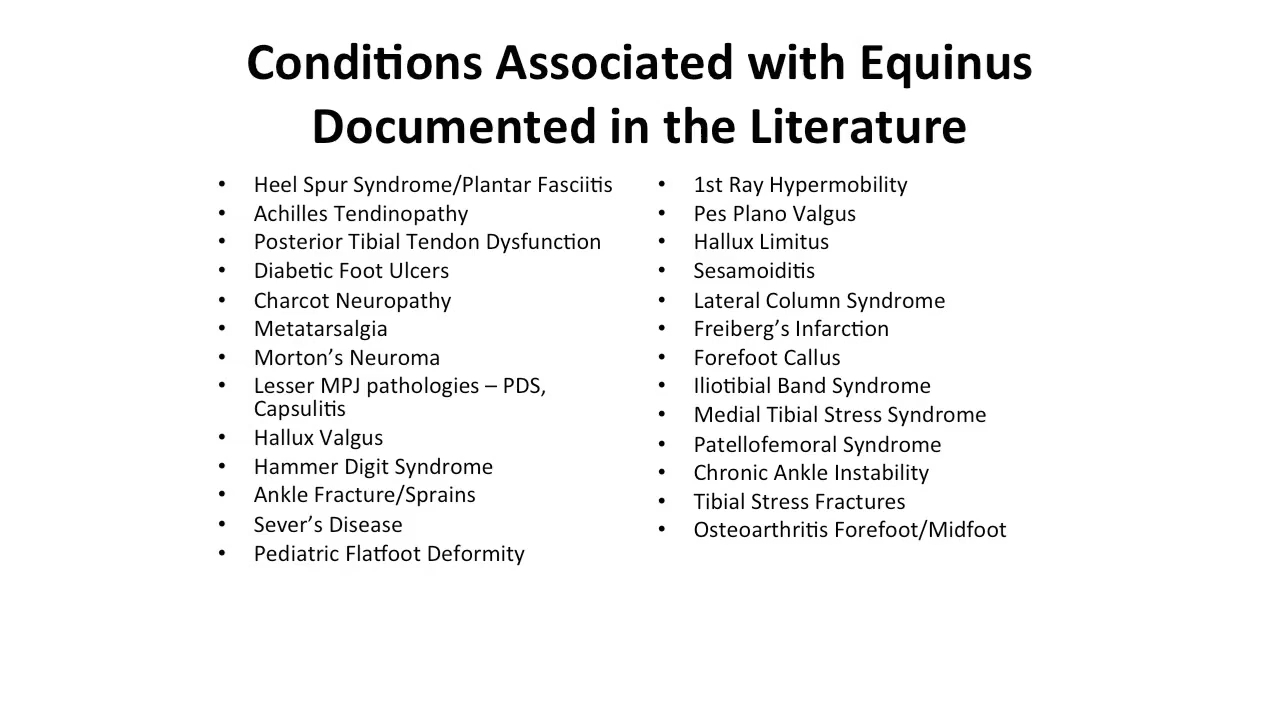 Conditions Associated with Equinus
Documented in the Literature
• Heel Spur Syndrome/Plantar Fasciitis
• Achilles Tendinopathy
• Posterior Tibial Tendon Dysfunction
• Diabetic Foot Ulcers
• Charcot Neuropathy
• Metatarsalgia
• Morton’s Neuroma
• Lesser MPJ pathologies – PDS,
Capsulitis
• Hallux Valgus
• Hammer Digit Syndrome
• Ankle Fracture/Sprains
• Sever’s Disease
• Pediatric Flatfoot Deformity
• 1st Ray Hypermobility
• Pes Plano Valgus
• Hallux Limitus
• Sesamoiditis
• Lateral Column Syndrome
• Freiberg’s Infarction
• Forefoot Callus
• Iliotibial Band Syndrome
• Medial Tibial Stress Syndrome
• Patellofemoral Syndrome
• Chronic Ankle Instability
• Tibial Stress Fractures
• Osteoarthritis Forefoot/Midfoot